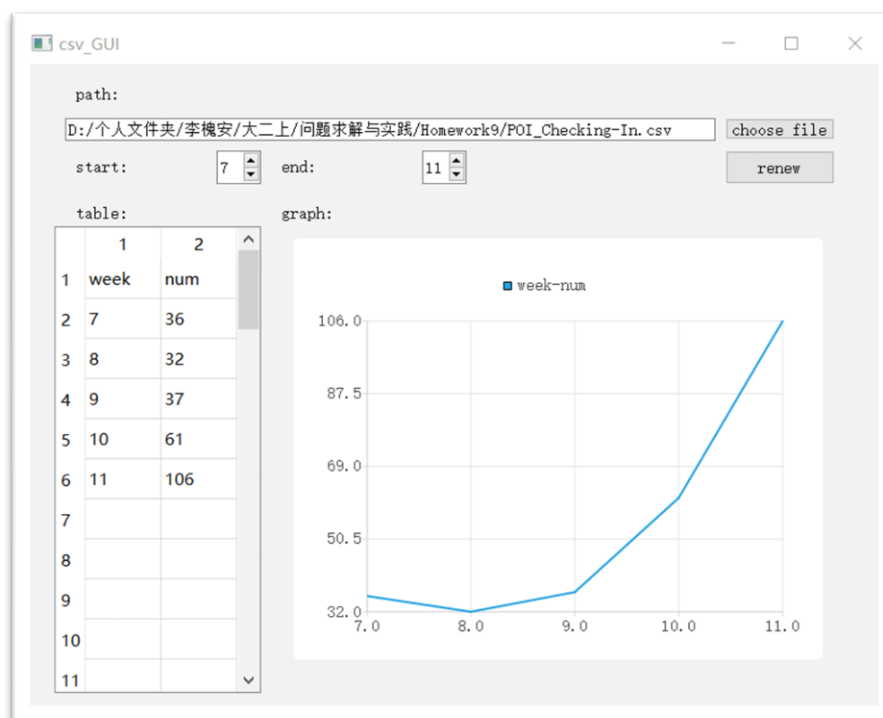 csv_GUI
path:
D:/个人文件夹/李槐安/大二上/问题求解与实践/Homework9/POI_Checking-In.csv choose file
start: 7 end: 11 renew
table: graph:
1 2
1 week num
2 7 36
3 8 32
4 9 37
5 10 61
6 11 106
7
8
9
10
11
week-num
106.0
87.5
69.0
50.5
32.0
7.0 8.0 9.0 10.0 11.0